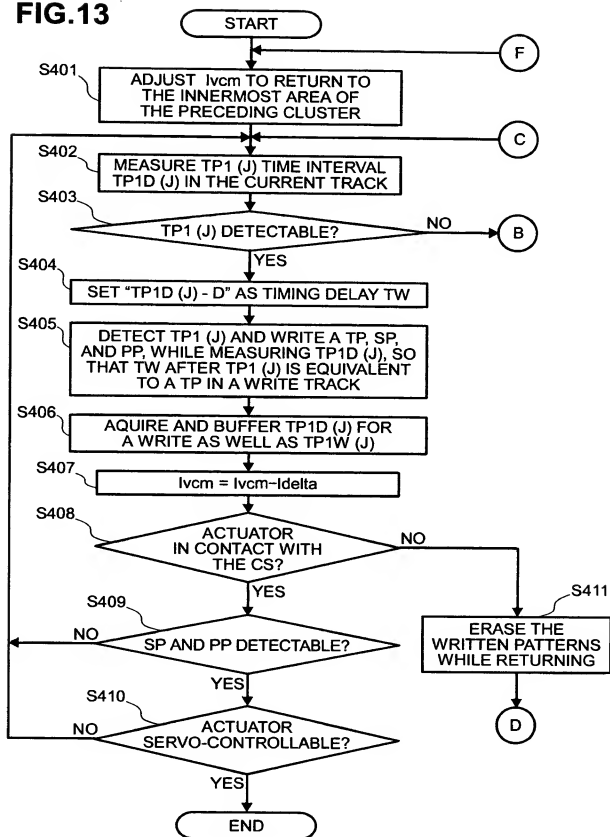 FIG.13
START
F
S401
ADJUST Ivcm TO RETURN TO
THE INNERMOST AREA OF
THE PRECEDING CLUSTER
C
S402
MEASURE TP1 (J) TIME INTERVAL
TP1D (J) IN THE CURRENT TRACK
S403
TP1 (J) DETECTABLE?
NO
B
YES
S404
SET "TP1D (J) - D" AS TIMING DELAY TW
S405
DETECT TP1 (J) AND WRITE A TP, SP,
AND PP, WHILE MEASURING TP1D (J), SO
THAT TW AFTER TP1 (J) IS EQUIVALENT
TO A TP IN A WRITE TRACK
S406
AQUIRE AND BUFFER TP1D (J) FOR
A WRITE AS WELL AS TP1W (J)
S407
Ivcm = Ivcm-Idelta
S408
ACTUATOR
IN CONTACT WITH
THE CS?
NO
YES
S411
ERASE THE
WRITTEN PATTERNS
WHILE RETURNING
D
S409
NO
SP AND PP DETECTABLE?
YES
S410
NO
ACTUATOR
SERVO-CONTROLLABLE?
YES
END